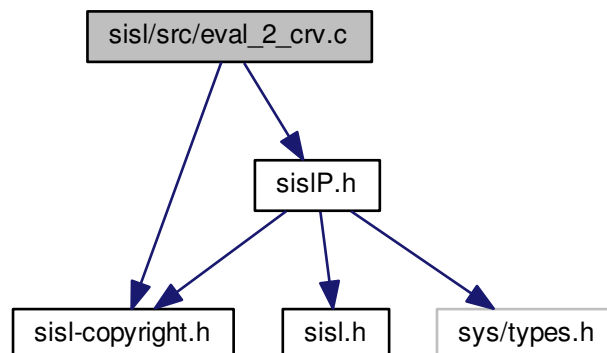 sisl/src/eval_2_crv.c
sislP.h
sisl-copyright.h
sisl.h
sys/types.h